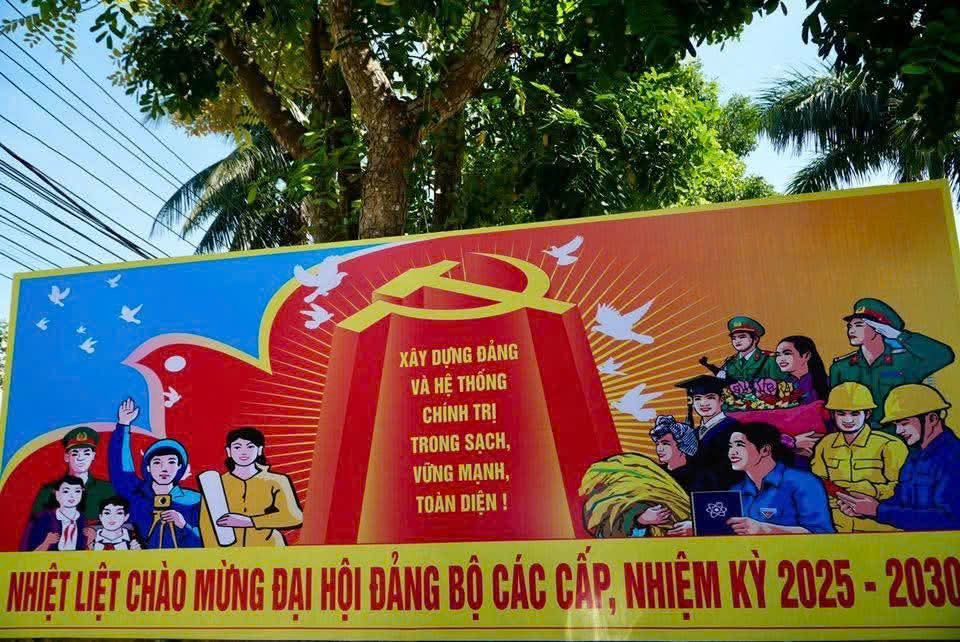 XÂY DỰNG ĐẢNG
VÀ HỆ THỐNG
CHÍNH TRỊ
TRONG SẠCH,
VỮNG MẠNH,
TOÀN DIỆN !
NHIỆT LIỆT CHÀO MỪNG ĐẠI HỘI ĐẢNG BỘ CÁC CẤP, NHIỆM KỲ 2025 - 2030